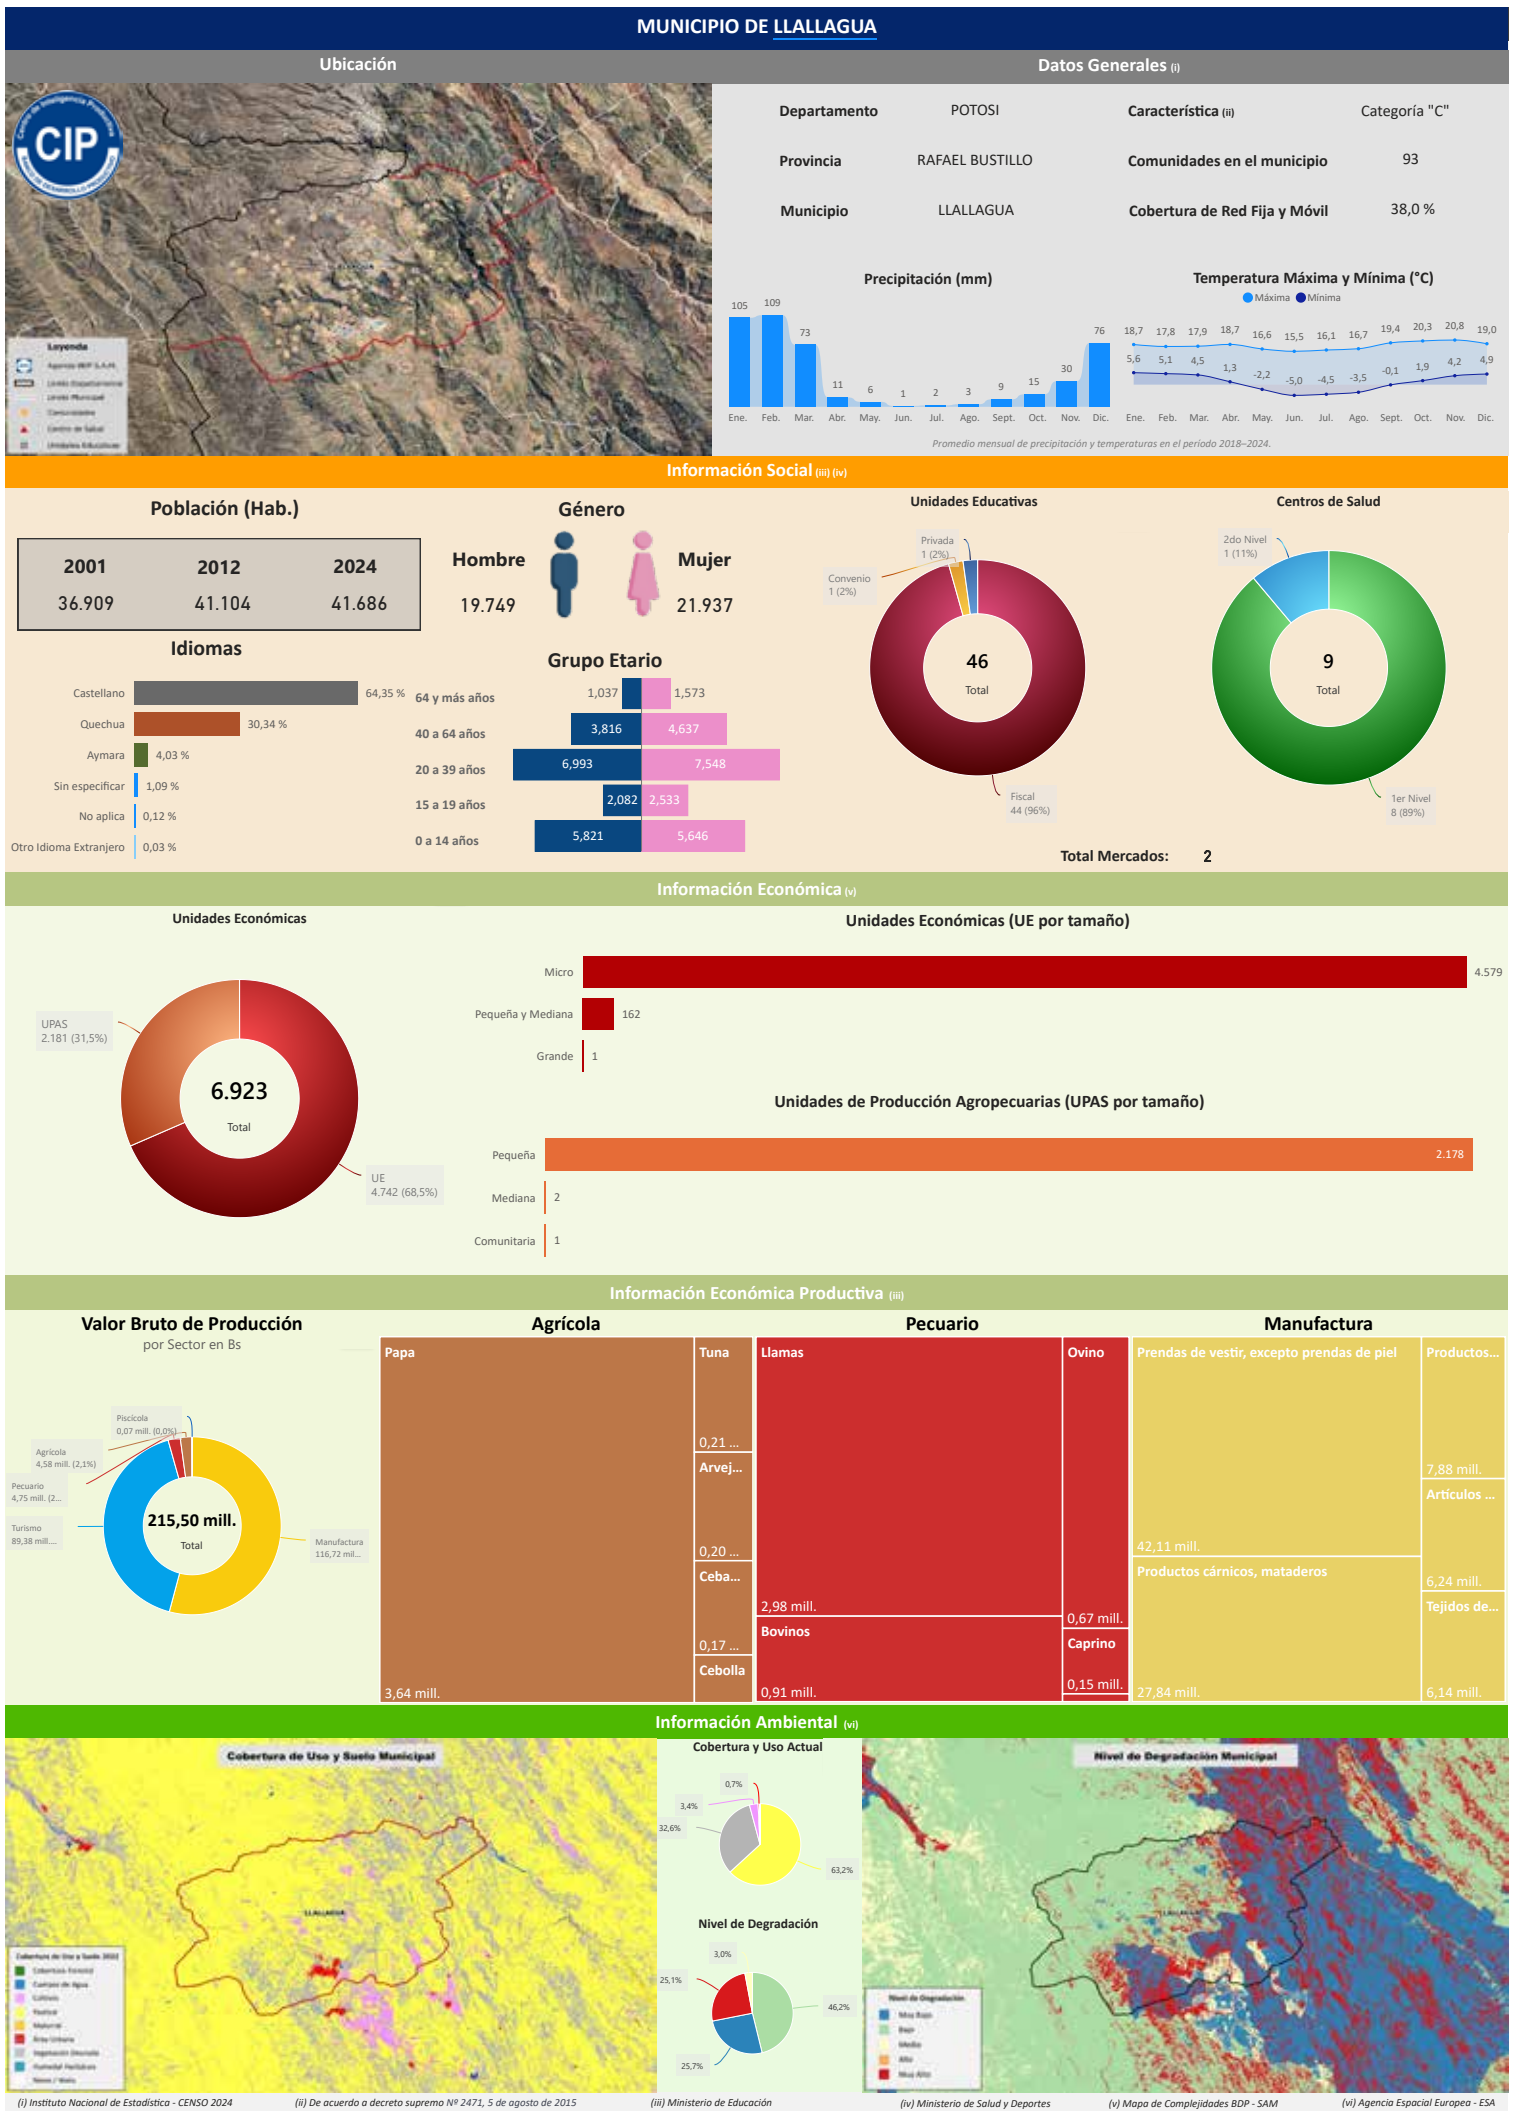 MUNICIPIO DE LLALLAGUA
Ubicación
Datos Generales (i)
CIP
Departamento POTOSI
Característica (ii) Categoría "C"
Provincia RAFAEL BUSTILLO
Comunidades en el municipio 93
Municipio LLALLAGUA
Cobertura de Red Fija y Móvil 38,0 %
Leyenda
Precipitación (mm)
105 109 73 11 6 1 2 3 9 15 30 76
Ene. Feb. Mar. Abr. May. Jun. Jul. Ago. Sept. Oct. Nov. Dic.
Temperatura Máxima y Mínima (°C)
Máxima Mínima
18,7 17,8 17,9 18,7 16,6 15,5 16,1 16,7 19,4 20,3 20,8 19,0
5,6 5,1 4,5 1,3 -2,2 -5,0 -4,5 -3,5 -0,1 1,9 4,2 4,9
Ene. Feb. Mar. Abr. May. Jun. Jul. Ago. Sept. Oct. Nov. Dic.
Promedio mensual de precipitación y temperaturas en el periodo 2018–2024.
Información Social (iii) (iv)
Población (Hab.)
2001 2012 2024
36.909 41.104 41.686
Género
Hombre Mujer
19.749 21.937
Idiomas
Castellano 64,35 %
Quechua 30,34 %
Aymara 4,03 %
Sin especificar 1,09 %
No aplica 0,12 %
Otro Idioma Extranjero 0,03 %
Grupo Etario
64 y más años 1,037 1,573
40 a 64 años 3,816 4,637
20 a 39 años 6,993 7,548
15 a 19 años 2,082 2,533
0 a 14 años 5,821 5,646
Unidades Educativas
Privada
1 (2%)
Convenio
1 (2%)
46
Total
Fiscal
44 (96%)
Centros de Salud
2do Nivel
1 (11%)
9
Total
1er Nivel
8 (89%)
Total Mercados: 2
Información Económica (v)
Unidades Económicas
UPAS
2.181 (31,5%)
6.923
Total
UE
4.742 (68,5%)
Unidades Económicas (UE por tamaño)
Micro 4.579
Pequeña y Mediana 162
Grande 1
Unidades de Producción Agropecuarias (UPAS por tamaño)
Pequeña 2.178
Mediana 2
Comunitaria 1
Información Económica Productiva (iii)
Valor Bruto de Producción
por Sector en Bs
Piscícola
0,07 mill. (0,0%)
Agrícola
4,58 mill. (2,1%)
Pecuario
4,75 mill. (2...
Turismo
89,38 mill....
215,50 mill.
Total
Manufactura
116,72 mil...
Agrícola
Papa
3,64 mill.
Tuna
0,21 ...
Arvej...
0,20 ...
Ceba...
0,17 ...
Cebolla
Pecuario
Llamas
2,98 mill.
Bovinos
0,91 mill.
Ovino
0,67 mill.
Caprino
0,15 mill.
Manufactura
Prendas de vestir, excepto prendas de piel
42,11 mill.
Productos cárnicos, mataderos
27,84 mill.
Productos...
7,88 mill.
Artículos ...
6,24 mill.
Tejidos de...
6,14 mill.
Información Ambiental (vi)
Cobertura de Uso y Suelo Municipal
LLALLAGUA
Cobertura y Uso Actual
0,7%
3,4%
32,6%
63,2%
Nivel de Degradación
3,0%
25,1%
46,2%
25,7%
Nivel de Degradación Municipal
LLALLAGUA
Nivel de Degradación
Muy Bajo
Bajo
Medio
Alto
Muy Alto
(i) Instituto Nacional de Estadística - CENSO 2024
(ii) De acuerdo a decreto supremo Nº 2471, 5 de agosto de 2015
(iii) Ministerio de Educación
(iv) Ministerio de Salud y Deportes
(v) Mapa de Complejidades BDP - SAM
(vi) Agencia Espacial Europea - ESA